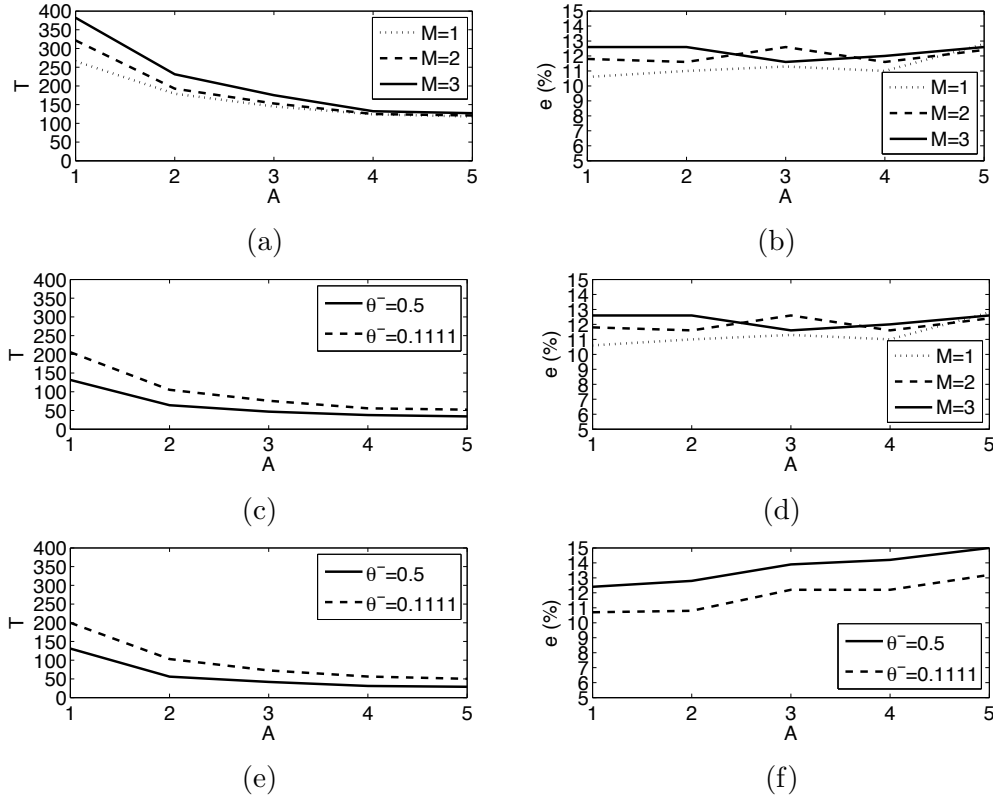 400
350
300
250
200
150
100
50
0
T
1 2 3 4 5
A
M=1
M=2
M=3
(a)
15
14
13
12
11
10
9
8
7
6
5
e (%)
1 2 3 4 5
A
M=1
M=2
M=3
(b)
400
350
300
250
200
150
100
50
0
T
1 2 3 4 5
A
θ⁻=0.5
θ⁻=0.1111
(c)
15
14
13
12
11
10
9
8
7
6
5
e (%)
1 2 3 4 5
A
M=1
M=2
M=3
(d)
400
350
300
250
200
150
100
50
0
T
1 2 3 4 5
A
θ⁻=0.5
θ⁻=0.1111
(e)
15
14
13
12
11
10
9
8
7
6
5
e (%)
1 2 3 4 5
A
θ⁻=0.5
θ⁻=0.1111
(f)